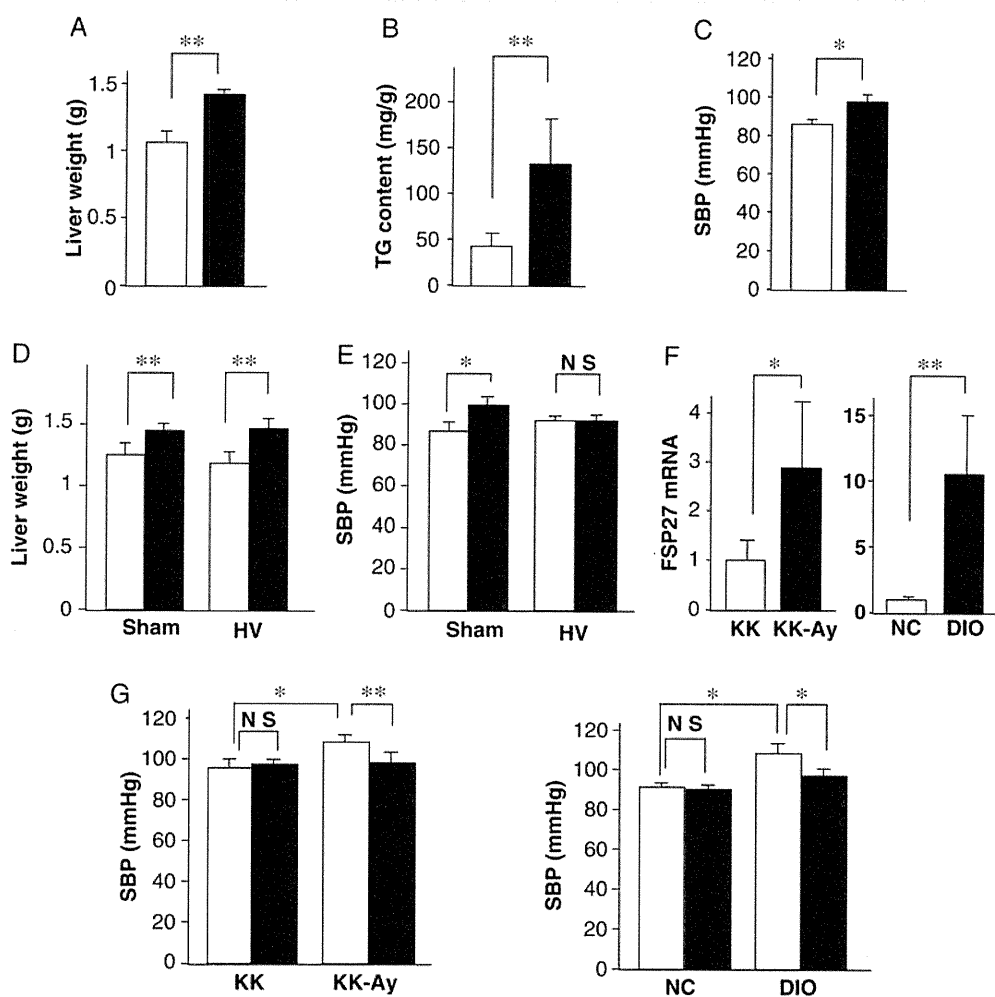 A
**
Liver weight (g)
1.5
1
0.5
0
B
**
TG content (mg/g)
200
150
100
50
0
C
*
SBP (mmHg)
120
100
80
60
40
20
0
D
** **
Liver weight (g)
1.5
1
0.5
0
Sham HV
E
* N S
SBP (mmHg)
120
100
80
60
40
20
0
Sham HV
F
* **
FSP27 mRNA
4
3
2
1
0
KK KK-Ay
15
10
5
0
NC DIO
G
* **
N S
SBP (mmHg)
120
100
80
60
40
20
0
KK KK-Ay
* *
N S
SBP (mmHg)
120
100
80
60
40
20
0
NC DIO